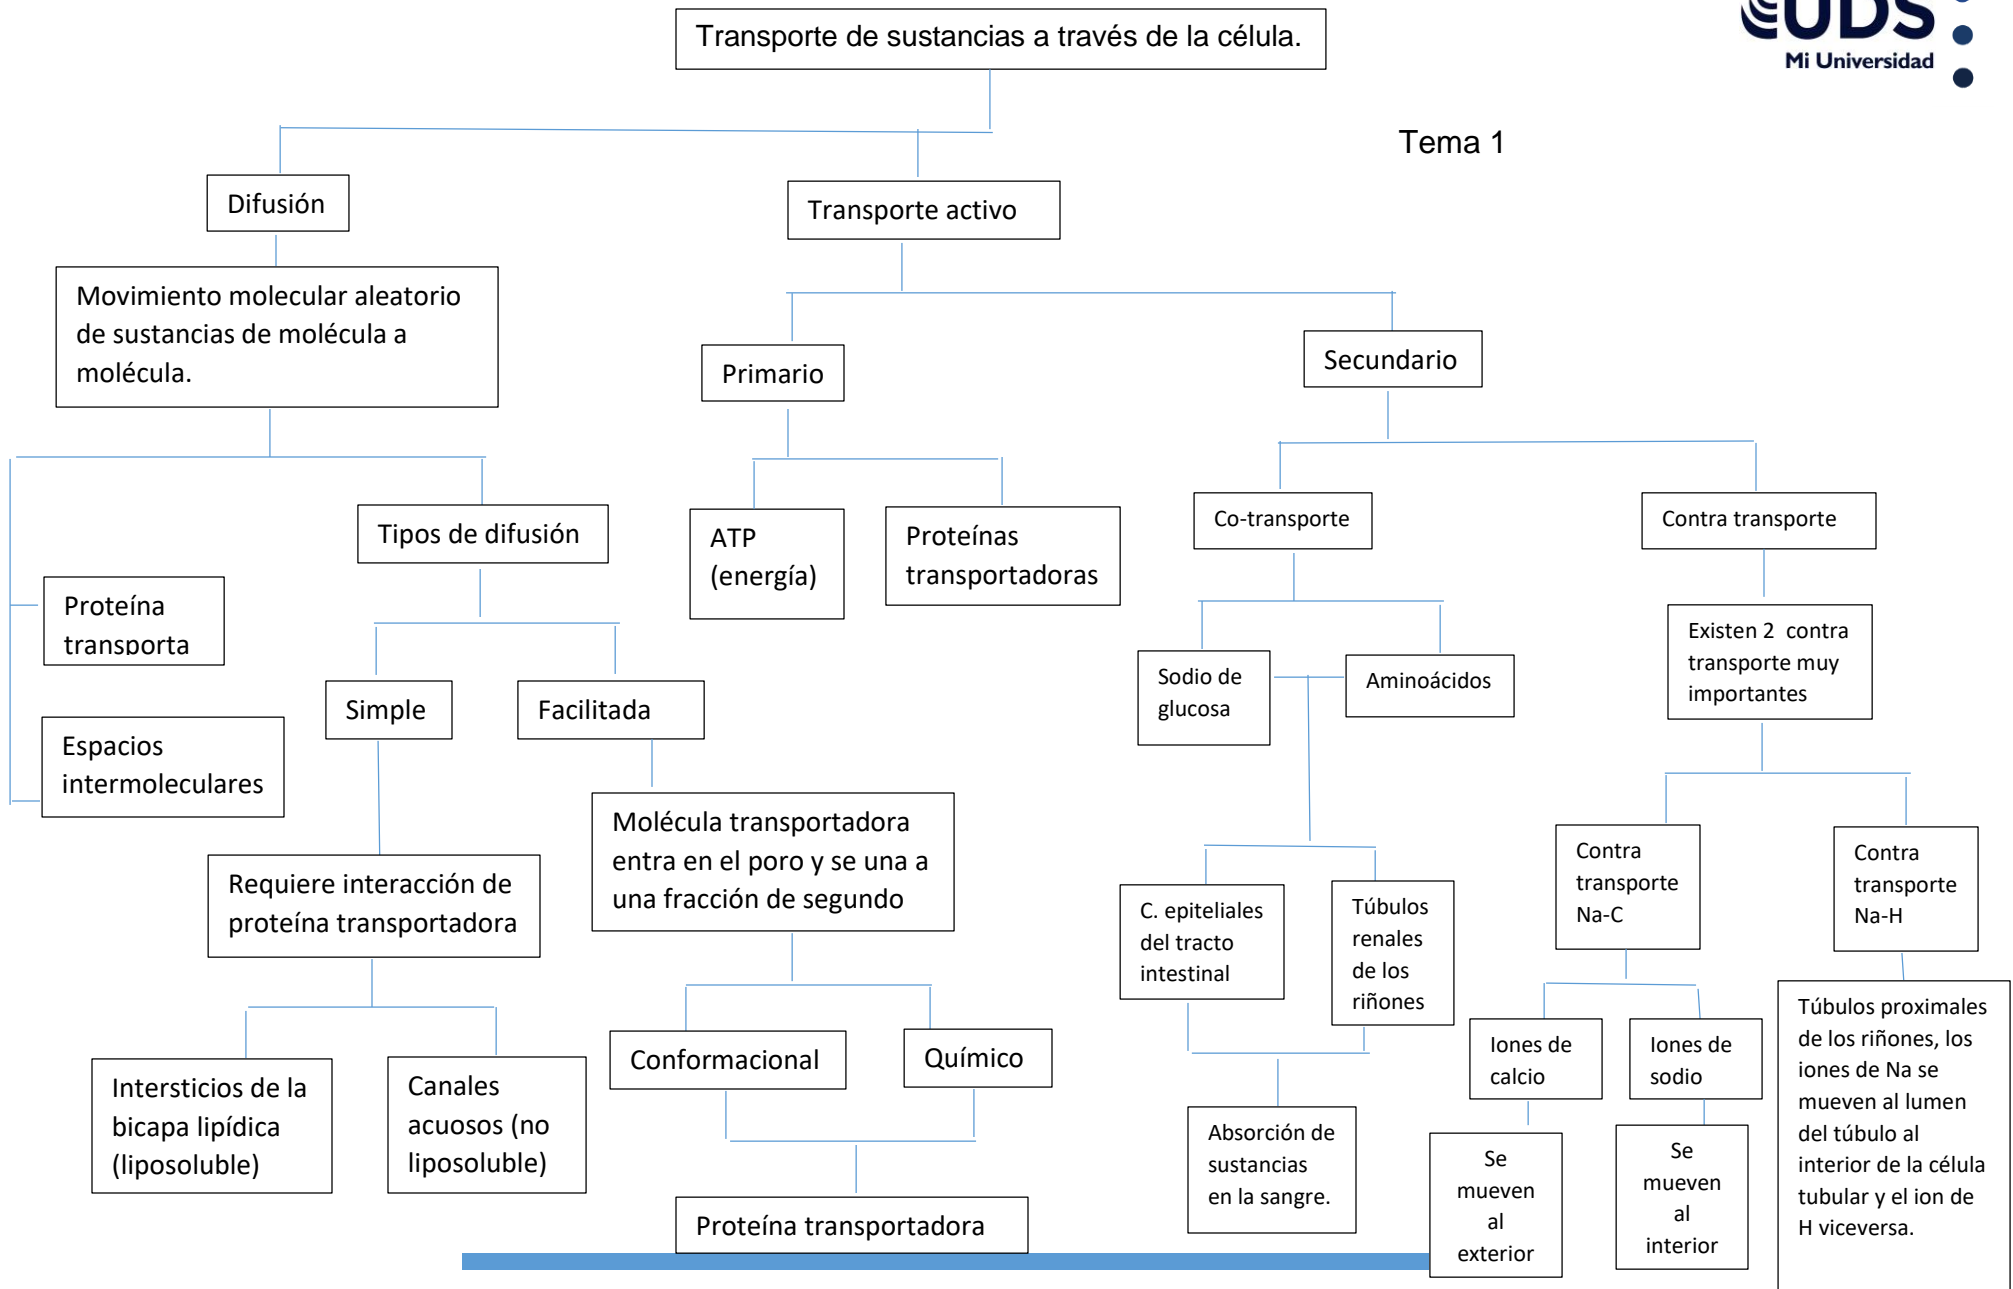 Transporte de sustancias a través de la célula.
UDS
Mi Universidad
Tema 1
Difusión
Transporte activo
Movimiento molecular aleatorio
de sustancias de molécula a
molécula.
Primario
Secundario
Tipos de difusión
ATP
(energía)
Proteínas
transportadoras
Co-transporte
Contra transporte
Proteína
transporta
Espacios
intermoleculares
Simple
Facilitada
Sodio de
glucosa
Aminoácidos
Existen 2 contra
transporte muy
importantes
Requiere interacción de
proteína transportadora
Molécula transportadora
entra en el poro y se una a
una fracción de segundo
C. epiteliales
del tracto
intestinal
Túbulos
renales
de los
riñones
Contra
transporte
Na-C
Contra
transporte
Na-H
Intersticios de la
bicapa lipídica
(liposoluble)
Canales
acuosos (no
liposoluble)
Conformacional
Químico
Proteína transportadora
Absorción de
sustancias
en la sangre.
Iones de
calcio
Iones de
sodio
Se
mueven
al
exterior
Se
mueven
al
interior
Túbulos proximales
de los riñones, los
iones de Na se
mueven al lumen
del túbulo al
interior de la célula
tubular y el ion de
H viceversa.